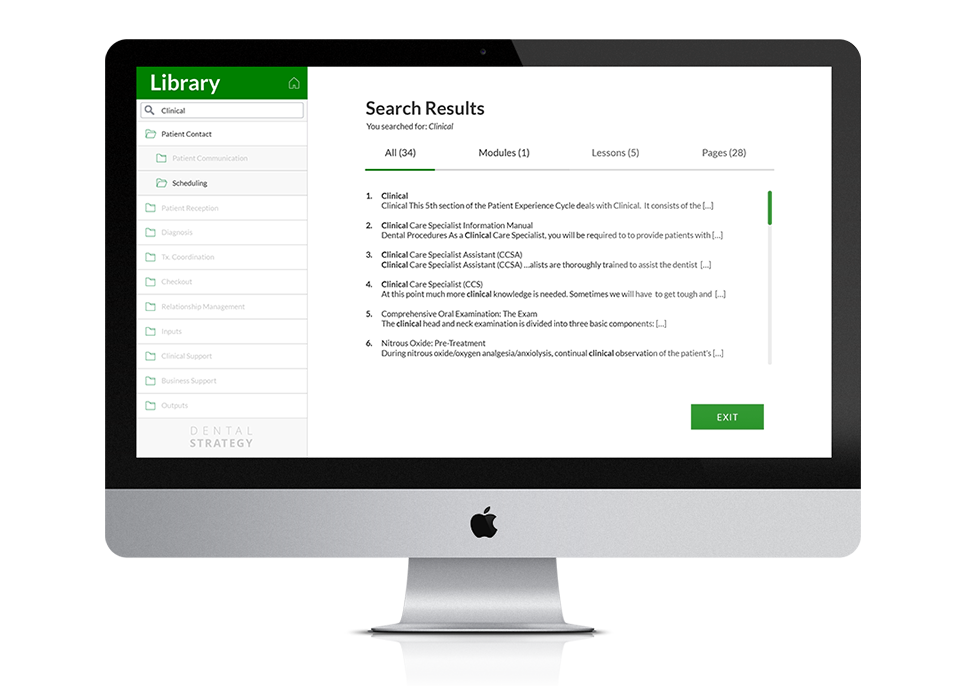 Library
Clinical
Patient Contact
Patient Communication
Scheduling
Patient Reception
Diagnosis
Tx. Coordination
Checkout
Relationship Management
Inputs
Clinical Support
Business Support
Outputs
DENTAL
STRATEGY
Search Results
You searched for: Clinical
All (34) Modules (1) Lessons (5) Pages (28)
1. Clinical
Clinical This 5th section of the Patient Experience Cycle deals with Clinical. It consists of the [...]
2. Clinical Care Specialist Information Manual
Dental Procedures As a Clinical Care Specialist, you will be required to to provide patients with [...]
3. Clinical Care Specialist Assistant (CCSA)
Clinical Care Specialist Assistant (CCSA) ...alists are thoroughly trained to assist the dentist [...]
4. Clinical Care Specialist (CCS)
At this point much more clinical knowledge is needed. Sometimes we will have to get tough and [...]
5. Comprehensive Oral Examination: The Exam
The clinical head and neck examination is divided into three basic components: [...]
6. Nitrous Oxide: Pre-Treatment
During nitrous oxide/oxygen analgesia/anxiolysis, continual clinical observation of the patient's [...]
EXIT